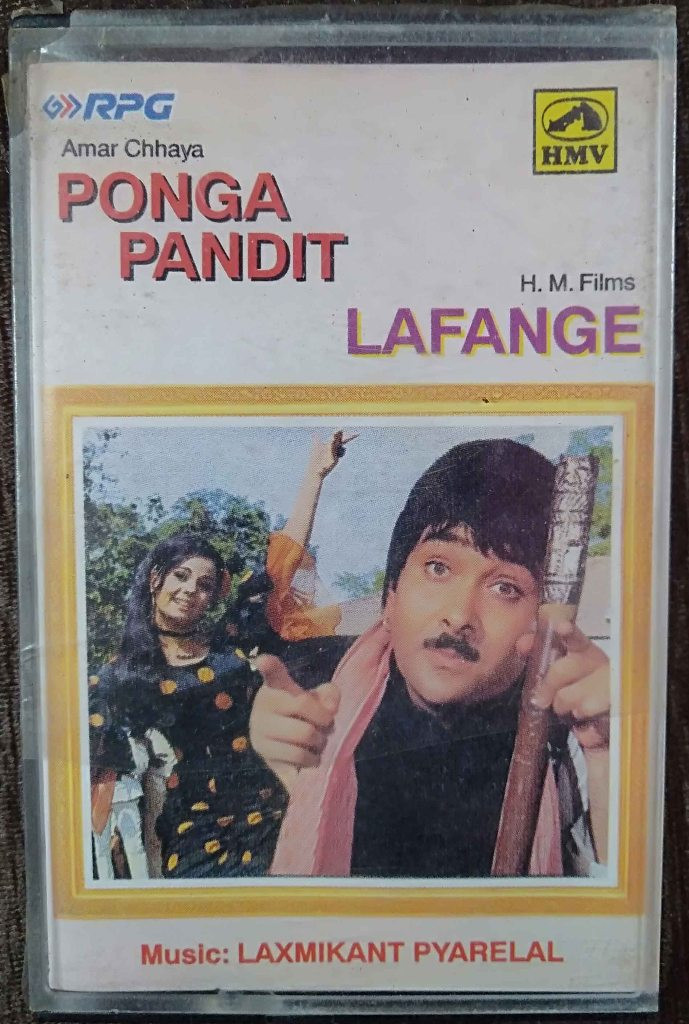 RPG
HMV
Amar Chhaya
PONGA
PANDIT
H. M. Films
LAFANGE
Music: LAXMIKANT PYARELAL